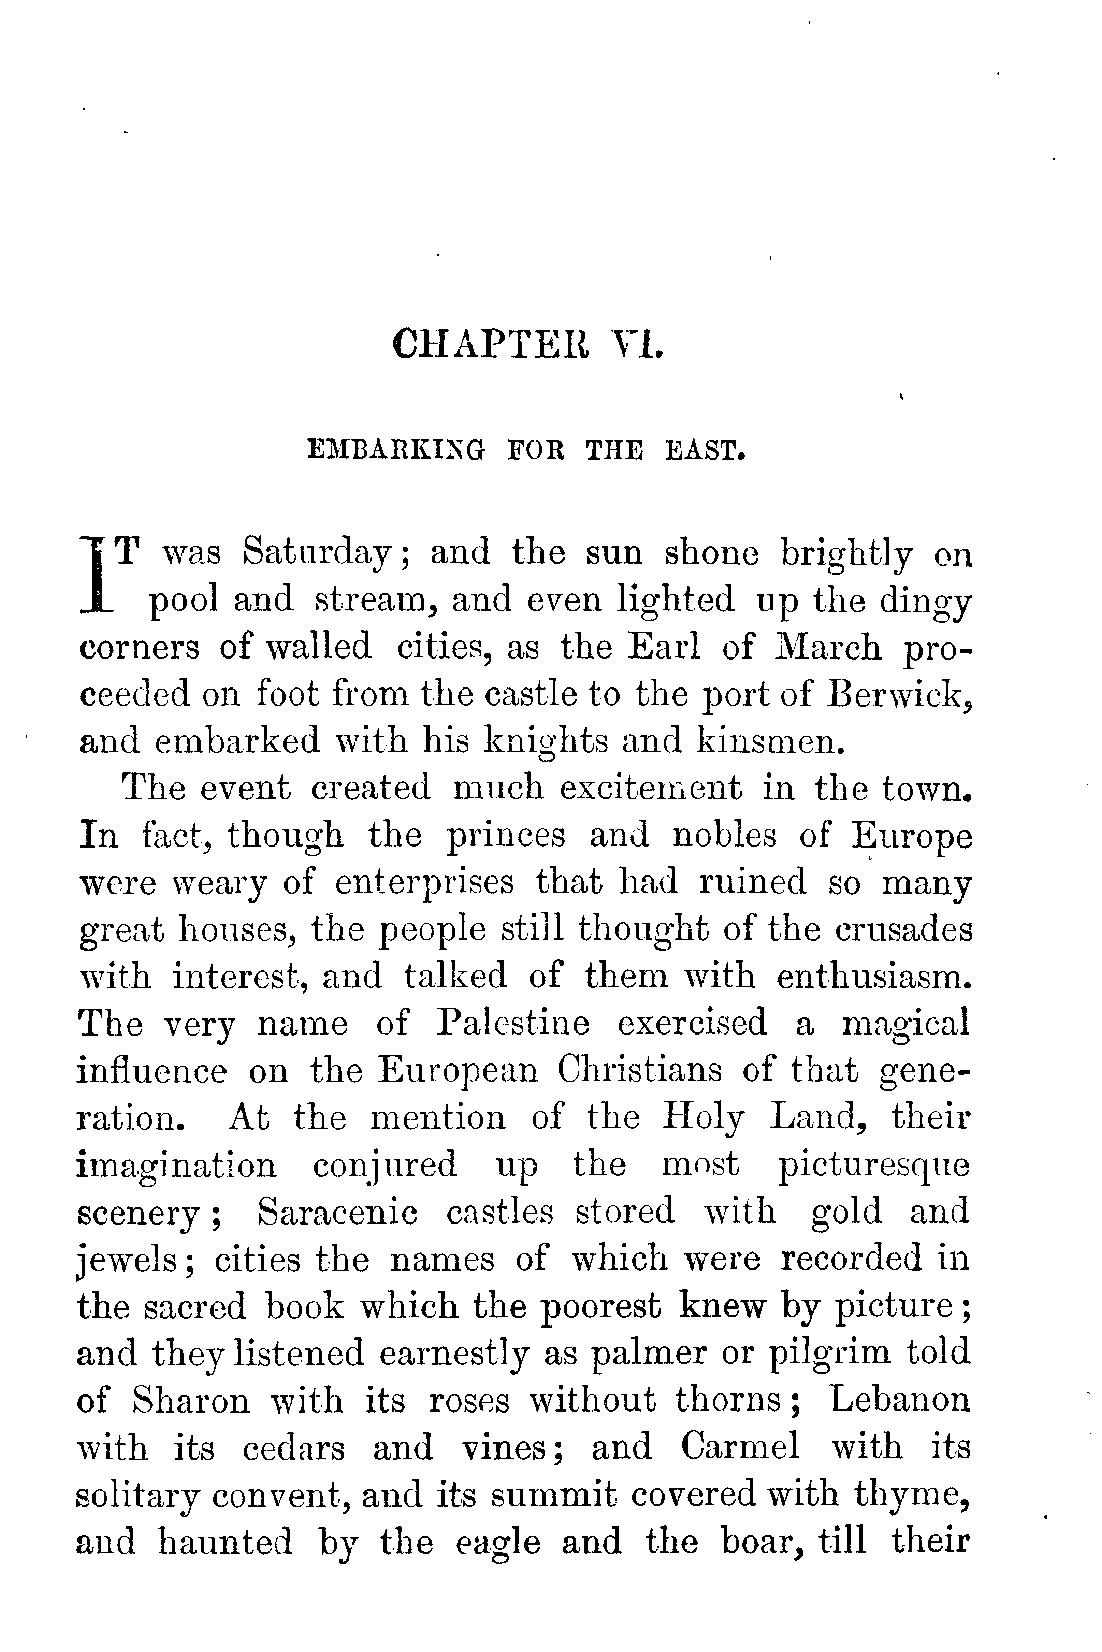 CHAPTER VI.
EMBARKING FOR THE EAST.
IT was Saturday; and the sun shone brightly on
pool and stream, and even lighted up the dingy
corners of walled cities, as the Earl of March pro-
ceeded on foot from the castle to the port of Berwick,
and embarked with his knights and kinsmen.
The event created much excitement in the town.
In fact, though the princes and nobles of Europe
were weary of enterprises that had ruined so many
great houses, the people still thought of the crusades
with interest, and talked of them with enthusiasm.
The very name of Palestine exercised a magical
influence on the European Christians of that gene-
ration. At the mention of the Holy Land, their
imagination conjured up the most picturesque
scenery; Saracenic castles stored with gold and
jewels; cities the names of which were recorded in
the sacred book which the poorest knew by picture;
and they listened earnestly as palmer or pilgrim told
of Sharon with its roses without thorns; Lebanon
with its cedars and vines; and Carmel with its
solitary convent, and its summit covered with thyme,
and haunted by the eagle and the boar, till their